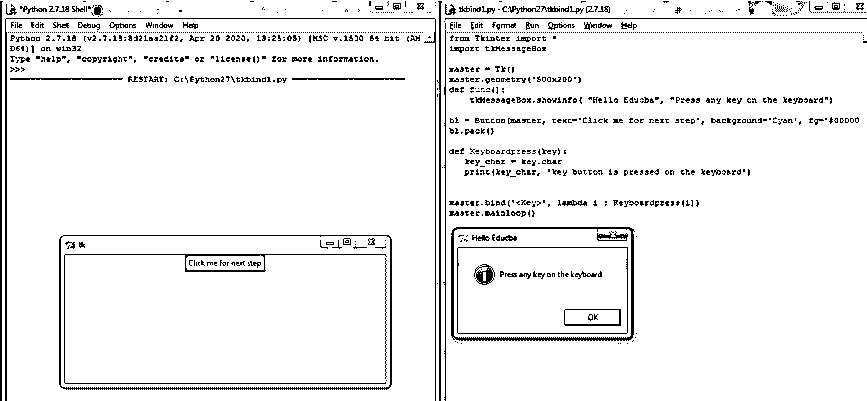 *Python 2.7.18 Shell*
File Edit Shell Debug Options Window Help
Python 2.7.18 (v2.7.18:8d21aa21f2, Apr 20 2020, 13:25:05) [MSC v.1500 64 bit (AM
D64)] on win32
Type "help", "copyright", "credits" or "license()" for more information.
>>>
RESTART: C:\Python27\tkbind1.py
tk
Click me for next step
tkbind1.py - C:\Python27\tkbind1.py (2.7.18)
File Edit Format Run Options Window Help
from Tkinter import *
import tkMessageBox
master = Tk()
master.geometry('500x200')
def func():
tkMessageBox.showinfo( "Hello Educba", "Press any key on the keyboard")
b1 = Button(master, text='Click me for next step', background='Cyan', fg='#00000
b1.pack()
def Keyboardpress(key):
key_char = key.char
print(key_char, 'key button is pressed on the keyboard')
master.bind('<Key>', lambda i : Keyboardpress(i))
master.mainloop()
Hello Educba
Press any key on the keyboard
OK